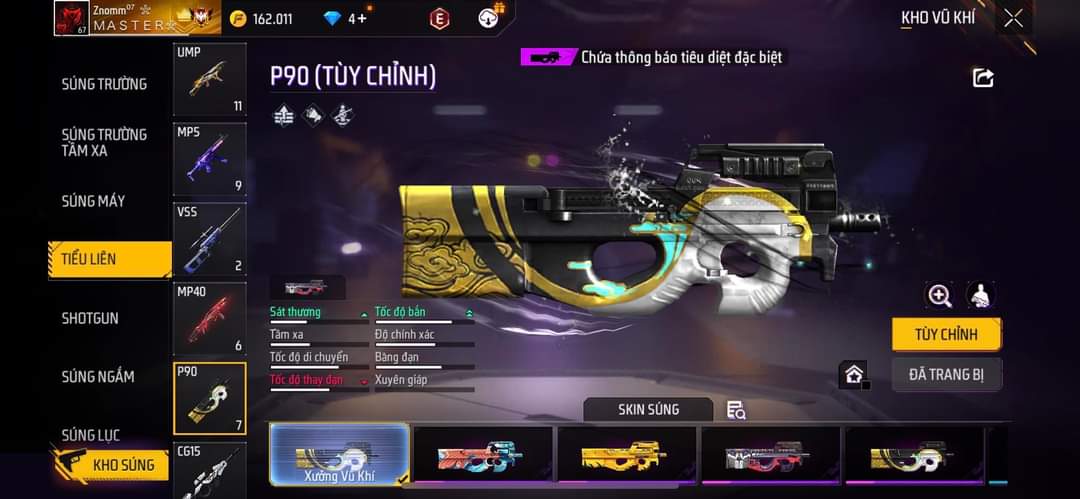 Znomm⁰⁷
67
MASTER
162.011
4+
E
KHO VŨ KHÍ
Chứa thông báo tiêu diệt đặc biệt
P90 (TÙY CHỈNH)
SÚNG TRƯỜNG
SÚNG TRƯỜNG
TẦM XA
SÚNG MÁY
TIỂU LIÊN
SHOTGUN
SÚNG NGẮM
SÚNG LỤC
KHO SÚNG
UMP
11
MP5
9
VSS
2
MP40
6
P90
7
CG15
Sát thương
Tốc độ bắn
Tầm xa
Độ chính xác
Tốc độ di chuyển
Băng đạn
Tốc độ thay đạn
Xuyên giáp
TÙY CHỈNH
ĐÃ TRANG BỊ
SKIN SÚNG
Xưởng Vũ Khí